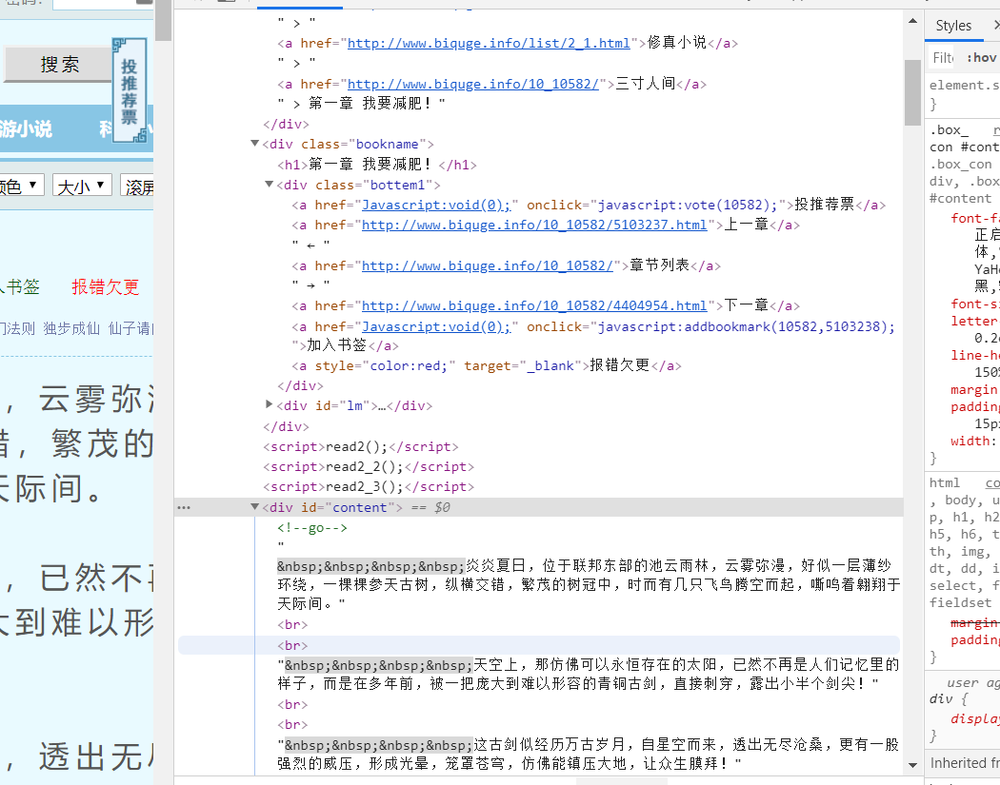 搜索
投推荐票
游小说
颜色 ▼
大小 ▼
滚屏
入书签
报错欠更
门法则 独步成仙 仙子请
，云雾弥漫
错，繁茂的
天际间。
，已然不再
大到难以形
，透出无尽
" > "
<a href="http://www.biquge.info/list/2_1.html">修真小说</a>
" > "
<a href="http://www.biquge.info/10_10582/">三寸人间</a>
" > 第一章 我要减肥！"
</div>
▼<div class="bookname">
<h1>第一章 我要减肥！</h1>
▼<div class="bottem1">
<a href="Javascript:void(0);" onclick="javascript:vote(10582);">投推荐票</a>
<a href="http://www.biquge.info/10_10582/5103237.html">上一章</a>
" ← "
<a href="http://www.biquge.info/10_10582/">章节列表</a>
" → "
<a href="http://www.biquge.info/10_10582/4404954.html">下一章</a>
<a href="Javascript:void(0);" onclick="javascript:addbookmark(10582,5103238);
">加入书签</a>
<a style="color:red;" target="_blank">报错欠更</a>
</div>
▶<div id="lm">…</div>
</div>
<script>read2();</script>
<script>read2_2();</script>
<script>read2_3();</script>
… ▼<div id="content"> == $0
<!--go-->
"
&nbsp;&nbsp;&nbsp;&nbsp;炎炎夏日，位于联邦东部的池云雨林，云雾弥漫，好似一层薄纱
环绕，一棵棵参天古树，纵横交错，繁茂的树冠中，时而有几只飞鸟腾空而起，嘶鸣着翱翔于
天际间。"
<br>
<br>
"&nbsp;&nbsp;&nbsp;&nbsp;天空上，那仿佛可以永恒存在的太阳，已然不再是人们记忆里的
样子，而是在多年前，被一把庞大到难以形容的青铜古剑，直接刺穿，露出小半个剑尖！"
<br>
<br>
"&nbsp;&nbsp;&nbsp;&nbsp;这古剑似经历万古岁月，自星空而来，透出无尽沧桑，更有一股
强烈的威压，形成光晕，笼罩苍穹，仿佛能镇压大地，让众生膜拜！"
Styles
Filt :hov
element.s
}
.box_
con #cont
.box_con
div, .box
#content
font-fa
正启
体,
YaHe
黑,
font-si
letter
0.2e
line-he
150%
margin
padding
15px
width:
}
html co
, body, u
p, h1, h2
h5, h6, t
th, img,
dt, dd, i
select, f
fieldset
margin
padding
}
user ag
div {
display
}
Inherited fr